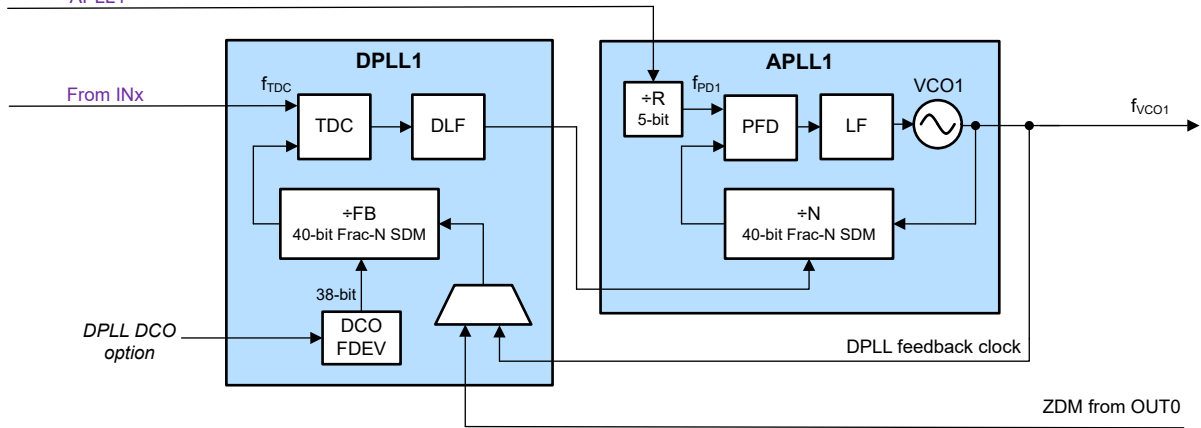 DPLL1
APLL1
From INx
fTDC
TDC
DLF
÷R
5-bit
fPD1
PFD
LF
VCO1
fVCO1
÷FB
40-bit Frac-N SDM
÷N
40-bit Frac-N SDM
38-bit
DPLL DCO
option
DCO
FDEV
DPLL feedback clock
ZDM from OUT0